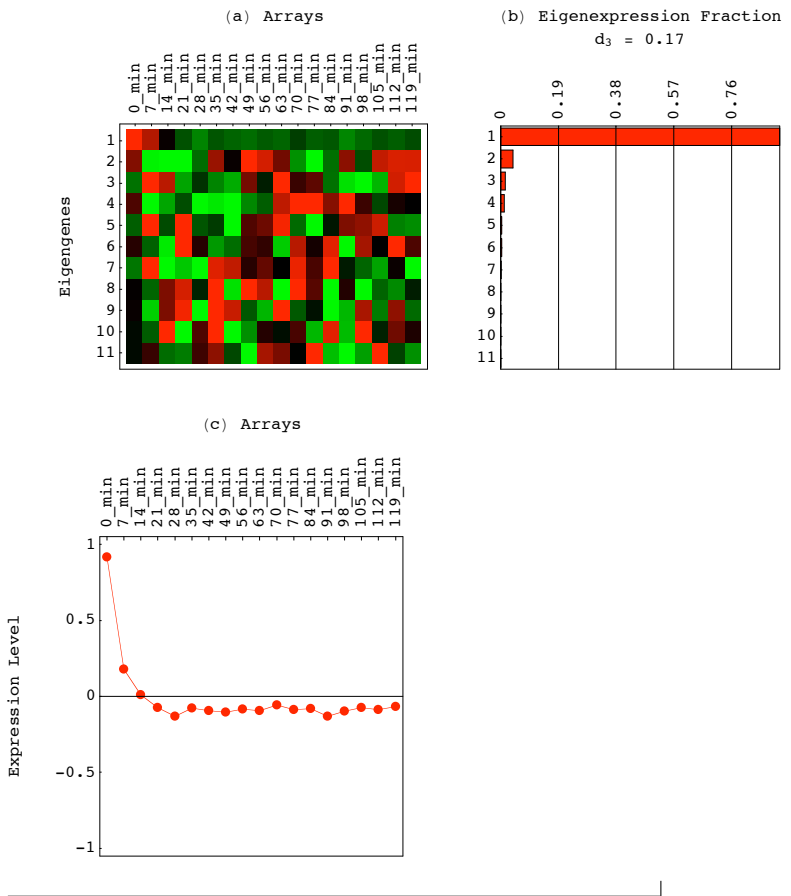 (a) Arrays
0_min
7_min
14_min
21_min
28_min
35_min
42_min
49_min
56_min
63_min
70_min
77_min
84_min
91_min
98_min
105_min
112_min
119_min
Eigengenes
1
2
3
4
5
6
7
8
9
10
11
(b) Eigenexpression Fraction
d₃ = 0.17
0
0.19
0.38
0.57
0.76
1
2
3
4
5
6
7
8
9
10
11
(c) Arrays
0_min
7_min
14_min
21_min
28_min
35_min
42_min
49_min
56_min
63_min
70_min
77_min
84_min
91_min
98_min
105_min
112_min
119_min
Expression Level
1
0.5
0
-0.5
-1